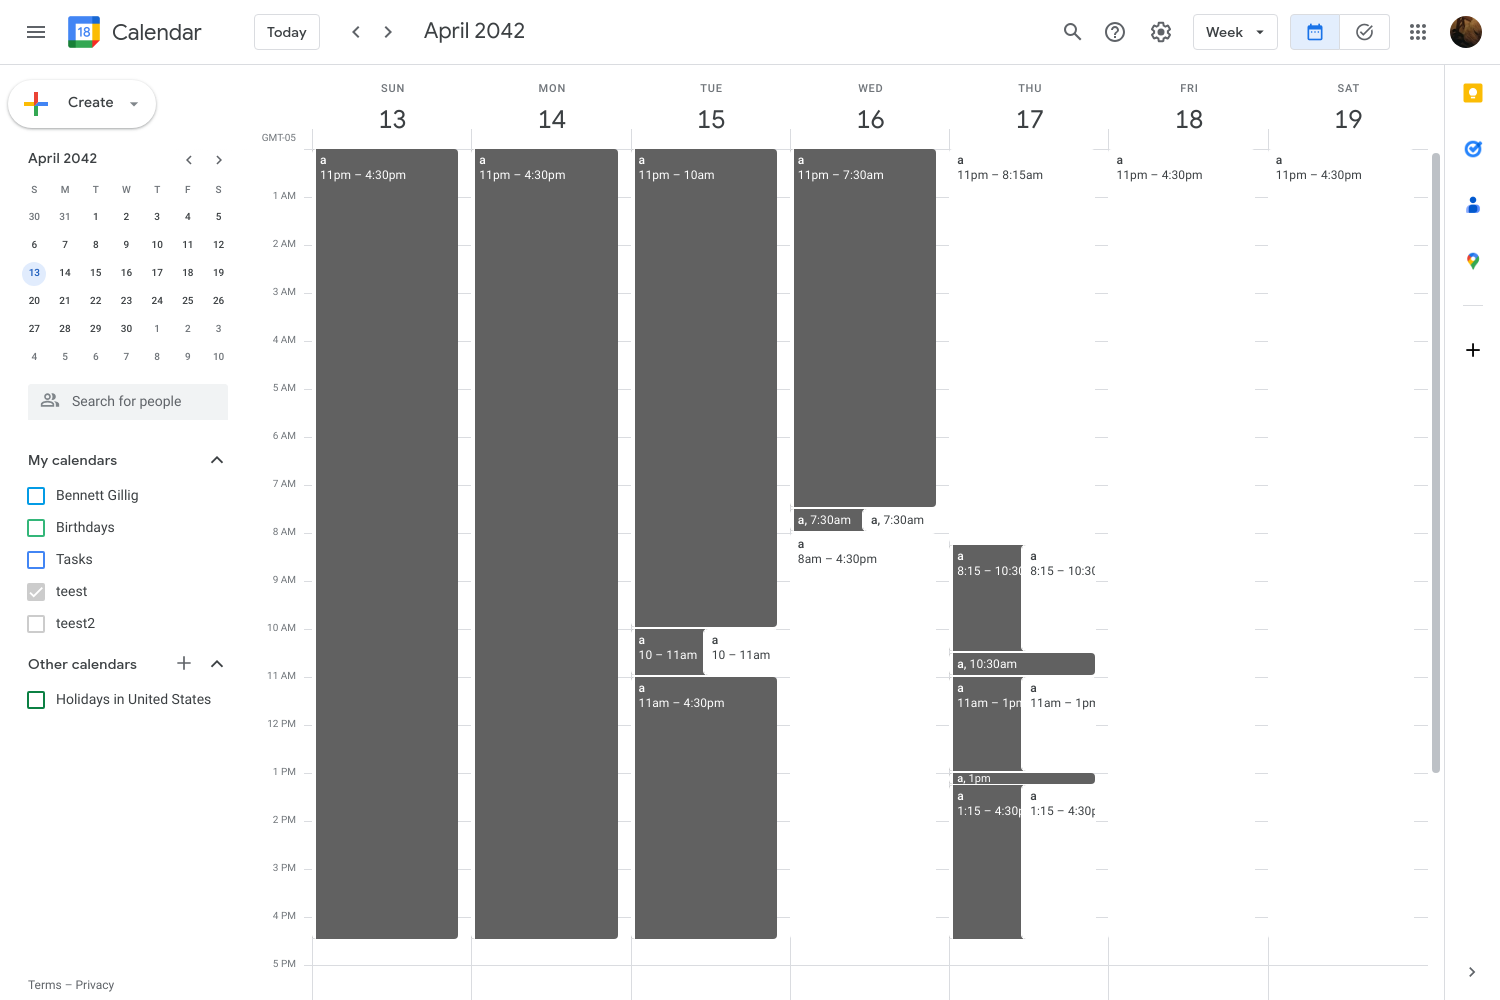 18
Calendar
Today
April 2042
Week
Create
April 2042
S M T W T F S
30 31 1 2 3 4 5
6 7 8 9 10 11 12
13 14 15 16 17 18 19
20 21 22 23 24 25 26
27 28 29 30 1 2 3
4 5 6 7 8 9 10
Search for people
My calendars
Bennett Gillig
Birthdays
Tasks
teest
teest2
Other calendars
Holidays in United States
Terms – Privacy
SUN MON TUE WED THU FRI SAT
13 14 15 16 17 18 19
GMT-05
1 AM
2 AM
3 AM
4 AM
5 AM
6 AM
7 AM
8 AM
9 AM
10 AM
11 AM
12 PM
1 PM
2 PM
3 PM
4 PM
5 PM
a
11pm – 4:30pm
a
11pm – 4:30pm
a
11pm – 10am
a
10 – 11am
a
10 – 11am
a
11am – 4:30pm
a
11pm – 7:30am
a, 7:30am
a, 7:30am
a
8am – 4:30pm
a
11pm – 8:15am
a
8:15 – 10:30
a
8:15 – 10:30
a, 10:30am
a
11am – 1pm
a
11am – 1pm
a, 1pm
a
1:15 – 4:30p
a
1:15 – 4:30p
a
11pm – 4:30pm
a
11pm – 4:30pm